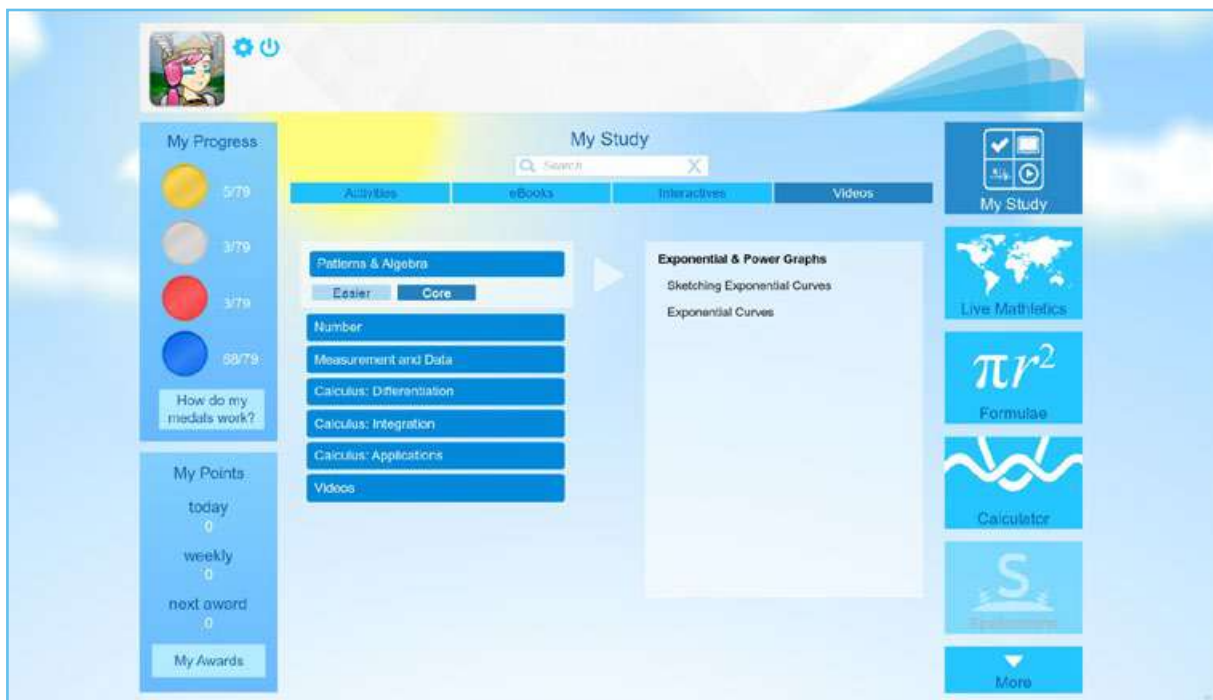 My Progress
5/79
3/79
3/79
68/79
How do my
medals work?
My Points
today
0
weekly
0
next award
0
My Awards
My Study
Search
Activities
eBooks
Interactives
Videos
Patterns & Algebra
Easier
Core
Number
Measurement and Data
Calculus: Differentiation
Calculus: Integration
Calculus: Applications
Videos
Exponential & Power Graphs
Sketching Exponential Curves
Exponential Curves
My Study
Live Mathletics
πr²
Formulae
Calculator
S
More